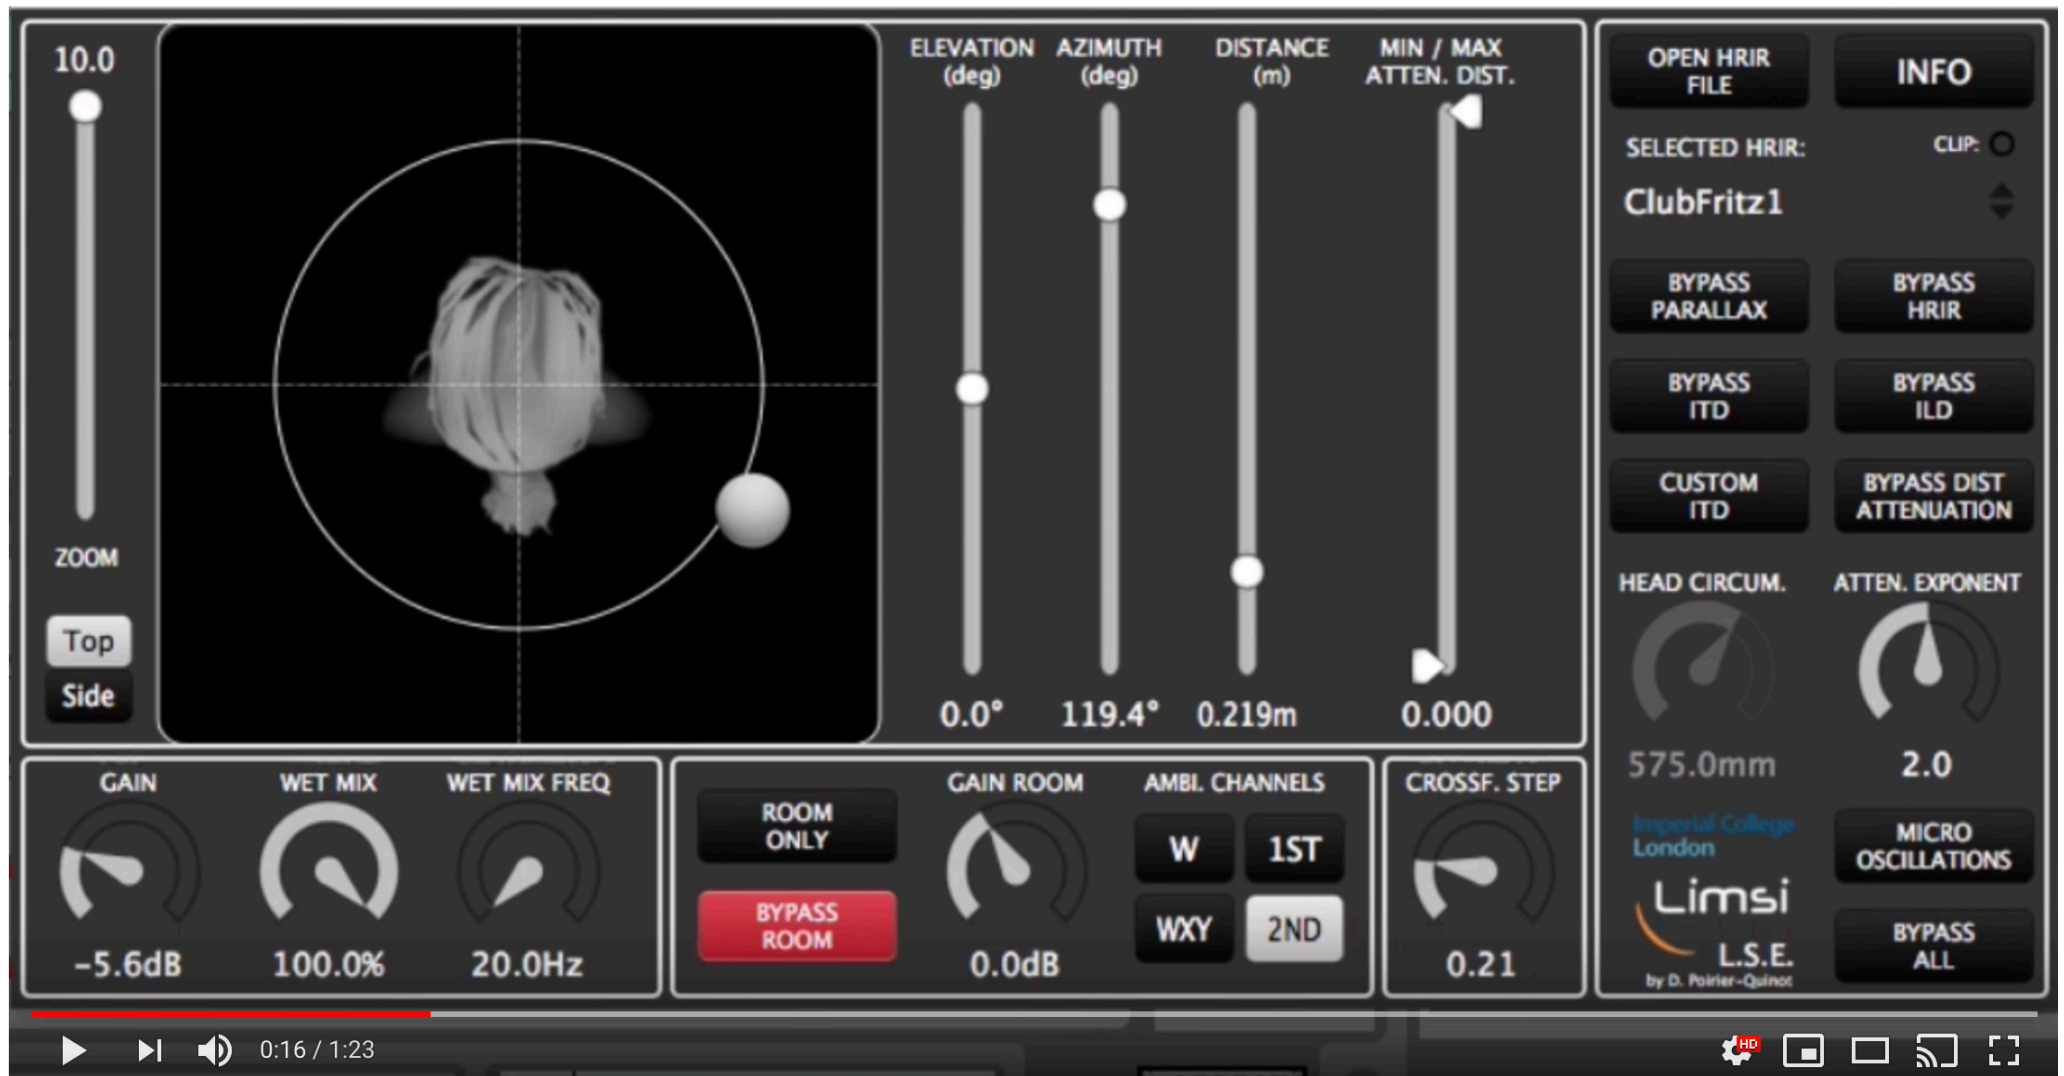 10.0
ZOOM
Top
Side
ELEVATION
(deg)
AZIMUTH
(deg)
DISTANCE
(m)
MIN / MAX
ATTEN. DIST.
0.0°
119.4°
0.219m
0.000
OPEN HRIR
FILE
INFO
SELECTED HRIR:
CLIP:
ClubFritz1
BYPASS
PARALLAX
BYPASS
HRIR
BYPASS
ITD
BYPASS
ILD
CUSTOM
ITD
BYPASS DIST
ATTENUATION
HEAD CIRCUM.
ATTEN. EXPONENT
575.0mm
2.0
Imperial College
London
Limsi
L.S.E.
by D. Poirier-Quinot
MICRO
OSCILLATIONS
BYPASS
ALL
GAIN
WET MIX
WET MIX FREQ
-5.6dB
100.0%
20.0Hz
ROOM
ONLY
BYPASS
ROOM
GAIN ROOM
0.0dB
AMBI. CHANNELS
W
1ST
WXY
2ND
CROSSF. STEP
0.21
0:16 / 1:23
HD